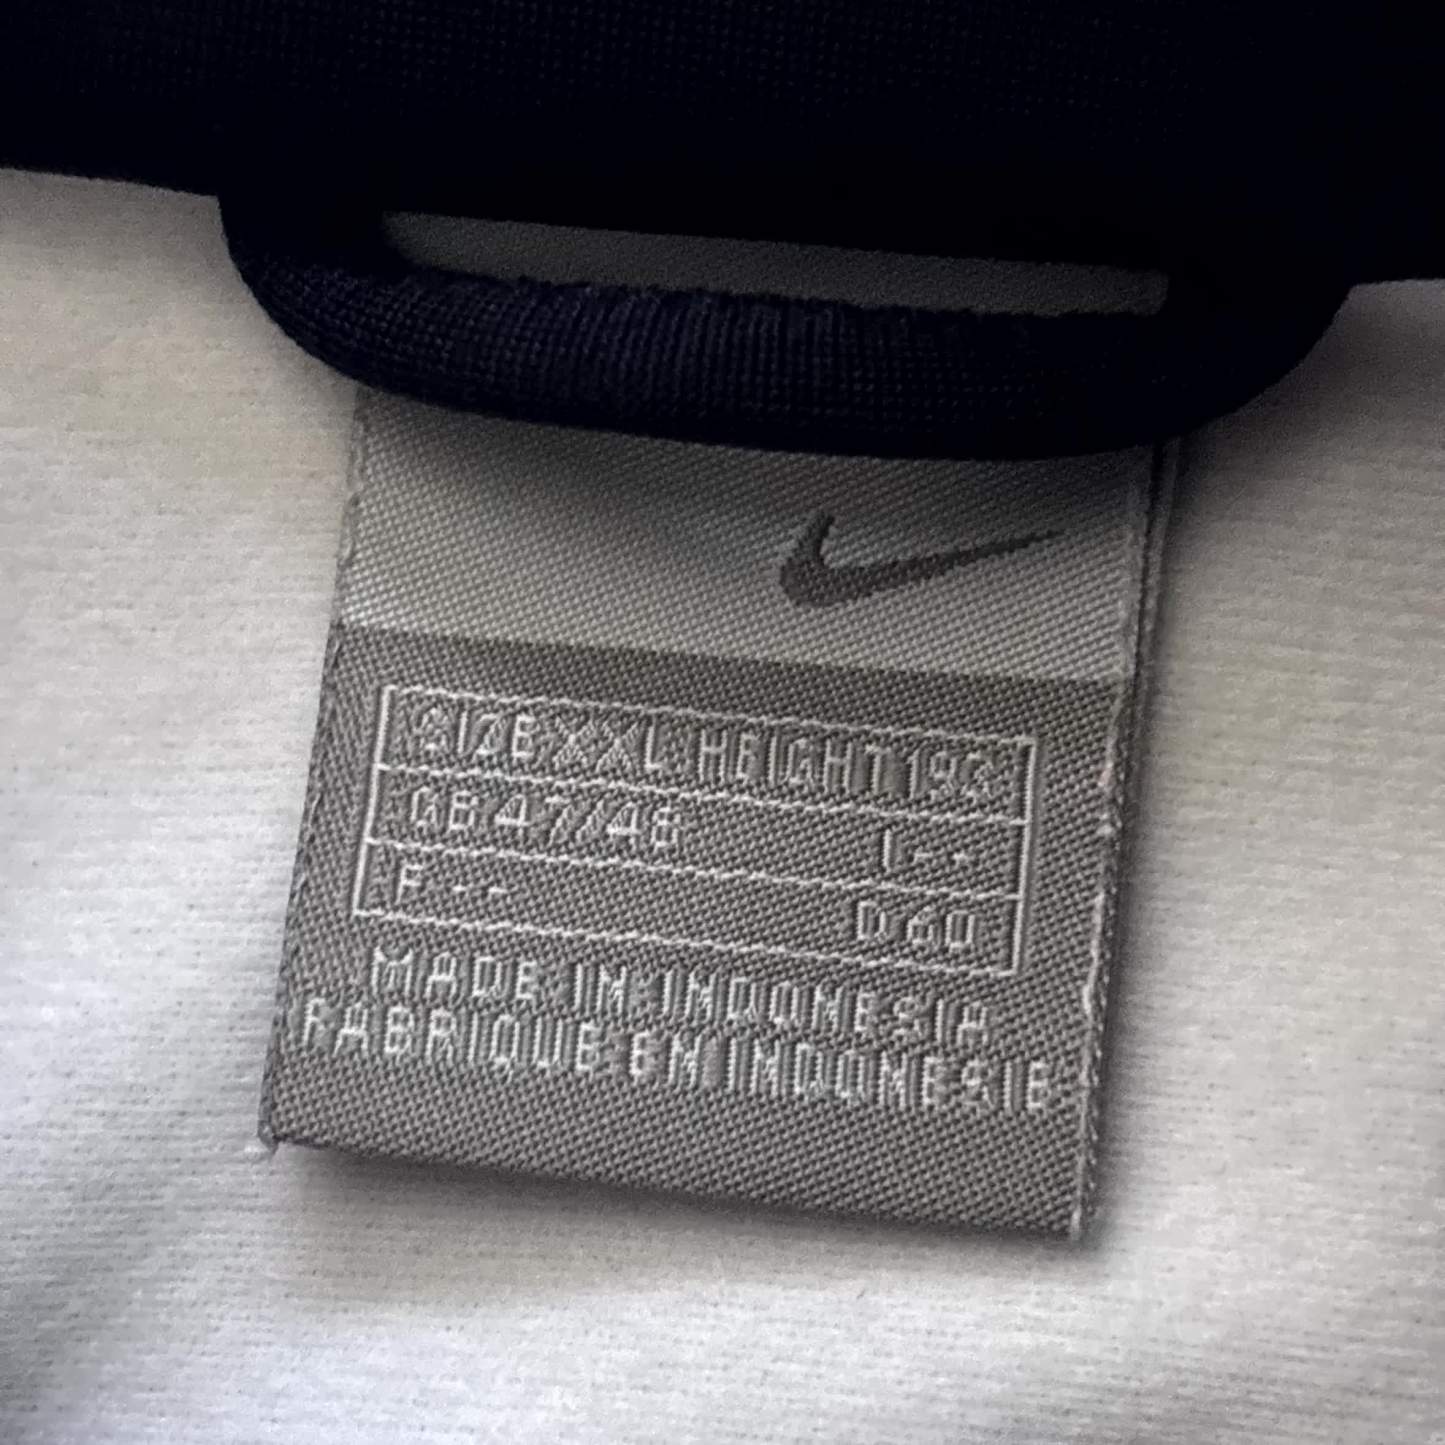 SIZE XXL HEIGHT 193
GB 47/48 I - -
F - - D 60
MADE IN INDONESIA
FABRIQUE EN INDONESIE